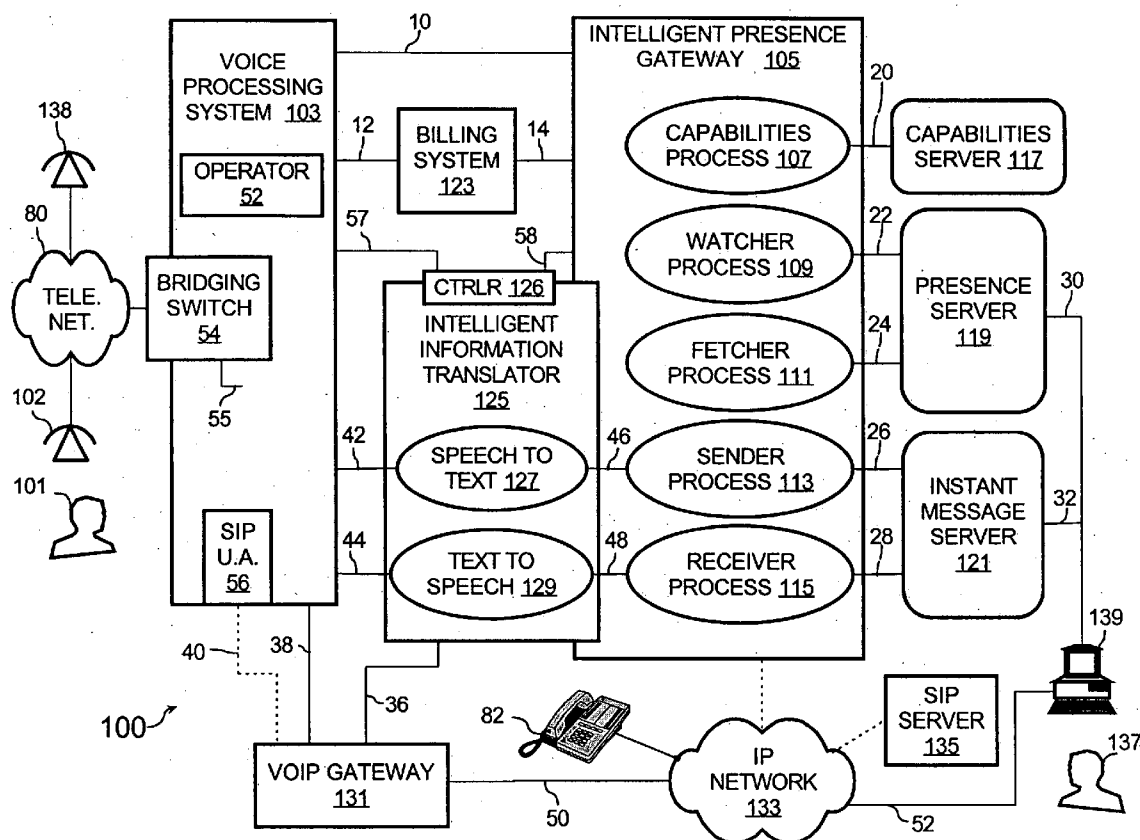 10
INTELLIGENT PRESENCE
GATEWAY 105
VOICE
PROCESSING
SYSTEM 103
20
138
12
BILLING
SYSTEM
123
14
CAPABILITIES
PROCESS 107
CAPABILITIES
SERVER 117
OPERATOR
52
80
57
58
22
WATCHER
PROCESS 109
TELE.
NET.
BRIDGING
SWITCH
54
CTRLR 126
PRESENCE
SERVER
119
30
INTELLIGENT
INFORMATION
TRANSLATOR
125
24
FETCHER
PROCESS 111
102
55
42
SPEECH TO
TEXT 127
46
SENDER
PROCESS 113
26
101
INSTANT
MESSAGE
SERVER
121
32
SIP
U.A.
56
44
TEXT TO
SPEECH 129
48
RECEIVER
PROCESS 115
28
40
38
36
139
100
82
SIP
SERVER
135
137
VOIP GATEWAY
131
50
IP
NETWORK
133
52